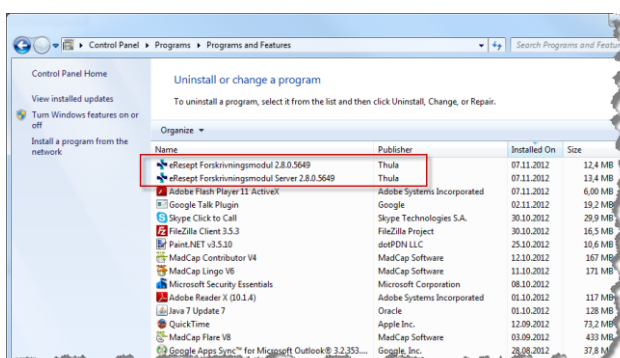 Control Panel Programs Programs and Features
Search Programs and Featu
Control Panel Home
View installed updates
Turn Windows features on or
off
Install a program from the
network
Uninstall or change a program
To uninstall a program, select it from the list and then click Uninstall, Change, or Repair.
Organize
Name Publisher Installed On Size
eResept Forskrivningsmodul 2.8.0.5649 Thula 07.11.2012 12,4 MB
eResept Forskrivningsmodul Server 2.8.0.5649 Thula 07.11.2012 13,4 MB
Adobe Flash Player 11 ActiveX Adobe Systems Incorporated 07.11.2012 6,00 MB
Google Talk Plugin Google 02.11.2012 19,2 MB
Skype Click to Call Skype Technologies S.A. 30.10.2012 29,9 MB
FileZilla Client 3.5.3 FileZilla Project 30.10.2012 16,5 MB
Paint.NET v3.5.10 dotPDN LLC 25.10.2012 10,6 MB
MadCap Contributor V4 MadCap Software 12.10.2012 167 MB
MadCap Lingo V6 MadCap Software 11.10.2012 171 MB
Microsoft Security Essentials Microsoft Corporation 08.10.2012
Adobe Reader X (10.1.4) Adobe Systems Incorporated 01.10.2012 117 MB
Java 7 Update 7 Oracle 01.10.2012 128 MB
QuickTime Apple Inc. 12.09.2012 73,2 MB
MadCap Flare V8 MadCap Software 03.09.2012 433 MB
Google Apps Sync™ for Microsoft Outlook® 3.2.353.... Google, Inc. 28.08.2012 37,8 M